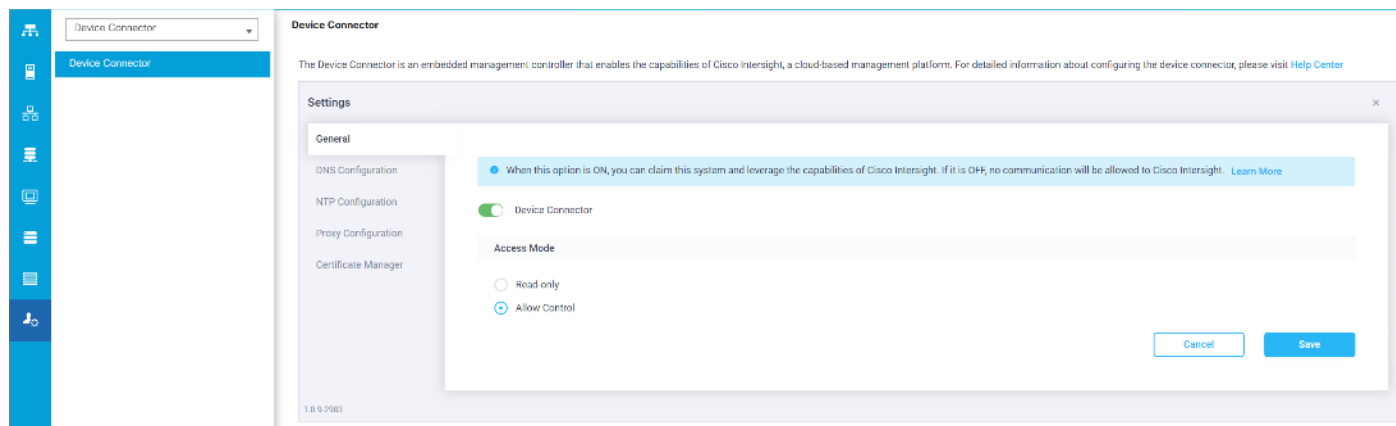 Device Connector
Device Connector
Device Connector
The Device Connector is an embedded management controller that enables the capabilities of Cisco Intersight, a cloud-based management platform. For detailed information about configuring the device connector, please visit Help Center
Settings
×
General
DNS Configuration
NTP Configuration
Proxy Configuration
Certificate Manager
When this option is ON, you can claim this system and leverage the capabilities of Cisco Intersight. If it is OFF, no communication will be allowed to Cisco Intersight. Learn More
Device Connector
Access Mode
Read-only
Allow Control
Cancel
Save
1.0.9-2983